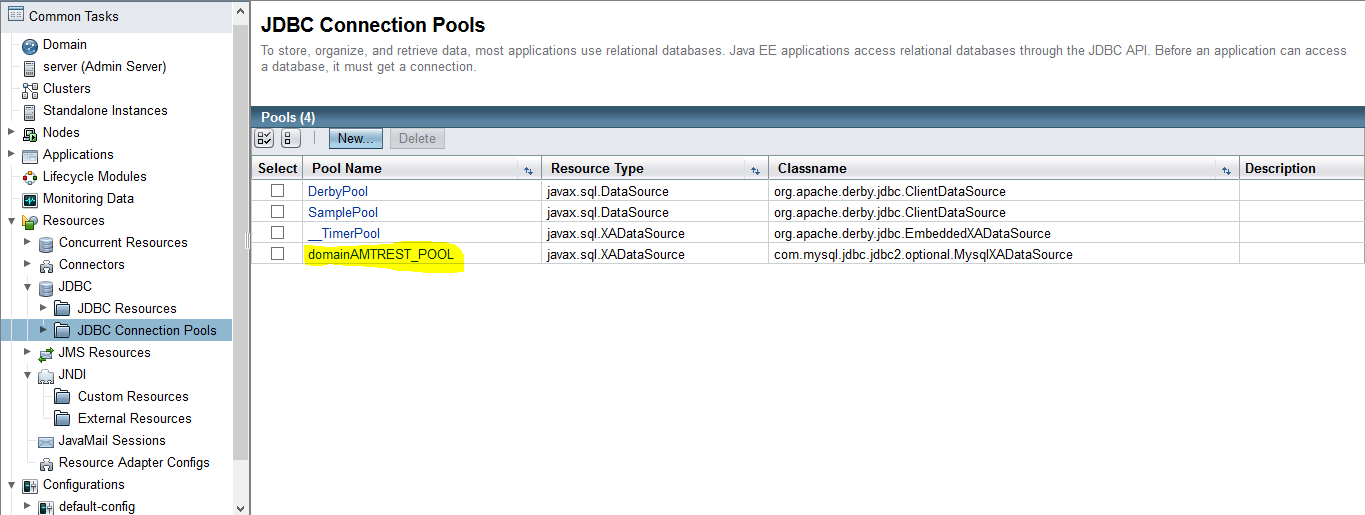 Common Tasks
Domain
server (Admin Server)
Clusters
Standalone Instances
Nodes
Applications
Lifecycle Modules
Monitoring Data
Resources
Concurrent Resources
Connectors
JDBC
JDBC Resources
JDBC Connection Pools
JMS Resources
JNDI
Custom Resources
External Resources
JavaMail Sessions
Resource Adapter Configs
Configurations
default-config
JDBC Connection Pools
To store, organize, and retrieve data, most applications use relational databases. Java EE applications access relational databases through the JDBC API. Before an application can access
a database, it must get a connection.
Pools (4)
New... Delete
Select Pool Name Resource Type Classname Description
DerbyPool javax.sql.DataSource org.apache.derby.jdbc.ClientDataSource
SamplePool javax.sql.DataSource org.apache.derby.jdbc.ClientDataSource
__TimerPool javax.sql.XADataSource org.apache.derby.jdbc.EmbeddedXADataSource
domainAMTREST_POOL javax.sql.XADataSource com.mysql.jdbc.jdbc2.optional.MysqlXADataSource